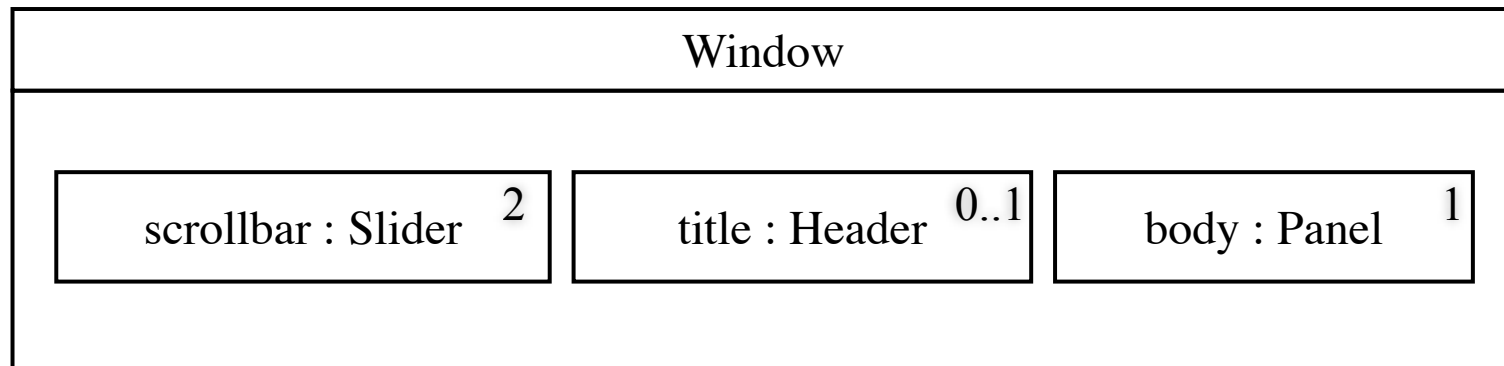 Window
scrollbar : Slider 2
title : Header 0..1
body : Panel 1